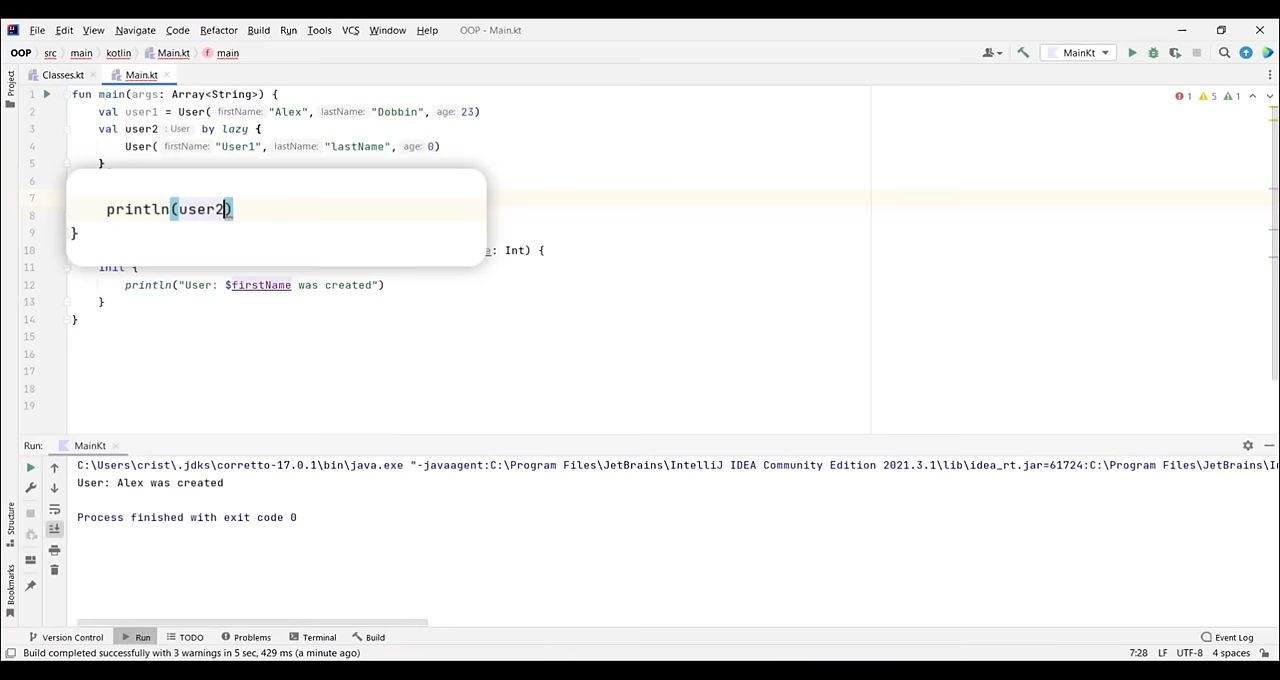 File Edit View Navigate Code Refactor Build Run Tools VCS Window Help OOP - Main.kt
OOP src main kotlin Main.kt main MainKt
Project Classes.kt Main.kt
1 fun main(args: Array<String>) {
2 val user1 = User( firstName: "Alex", lastName: "Dobbin", age: 23)
3 val user2 : User by lazy {
4 User( firstName: "User1", lastName: "lastName", age: 0)
5 }
6
7 println(user2)
8
9 }
10 : Int) {
11 init {
12 println("User: $firstName was created")
13 }
14 }
15
16
17
18
19
1 5 1
Run: MainKt
C:\Users\crist\.jdks\corretto-17.0.1\bin\java.exe "-javaagent:C:\Program Files\JetBrains\IntelliJ IDEA Community Edition 2021.3.1\lib\idea_rt.jar=61724:C:\Program Files\JetBrains\I
User: Alex was created
Process finished with exit code 0
Structure
Bookmarks
Version Control Run TODO Problems Terminal Build Event Log
Build completed successfully with 3 warnings in 5 sec, 429 ms (a minute ago) 7:28 LF UTF-8 4 spaces